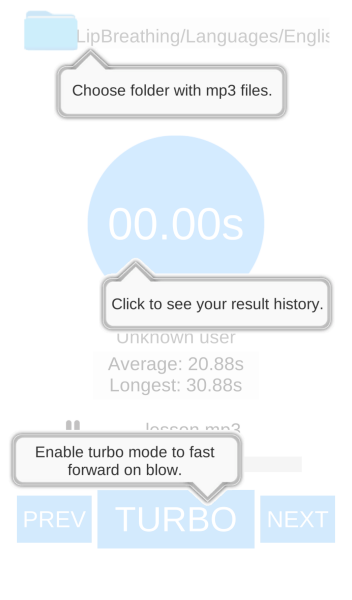 LipBreathing/Languages/Englis
Choose folder with mp3 files.
00.00s
Click to see your result history.
Unknown user
Average: 20.88s
Longest: 30.88s
lesson.mp3
Enable turbo mode to fast
forward on blow.
PREV
TURBO
NEXT